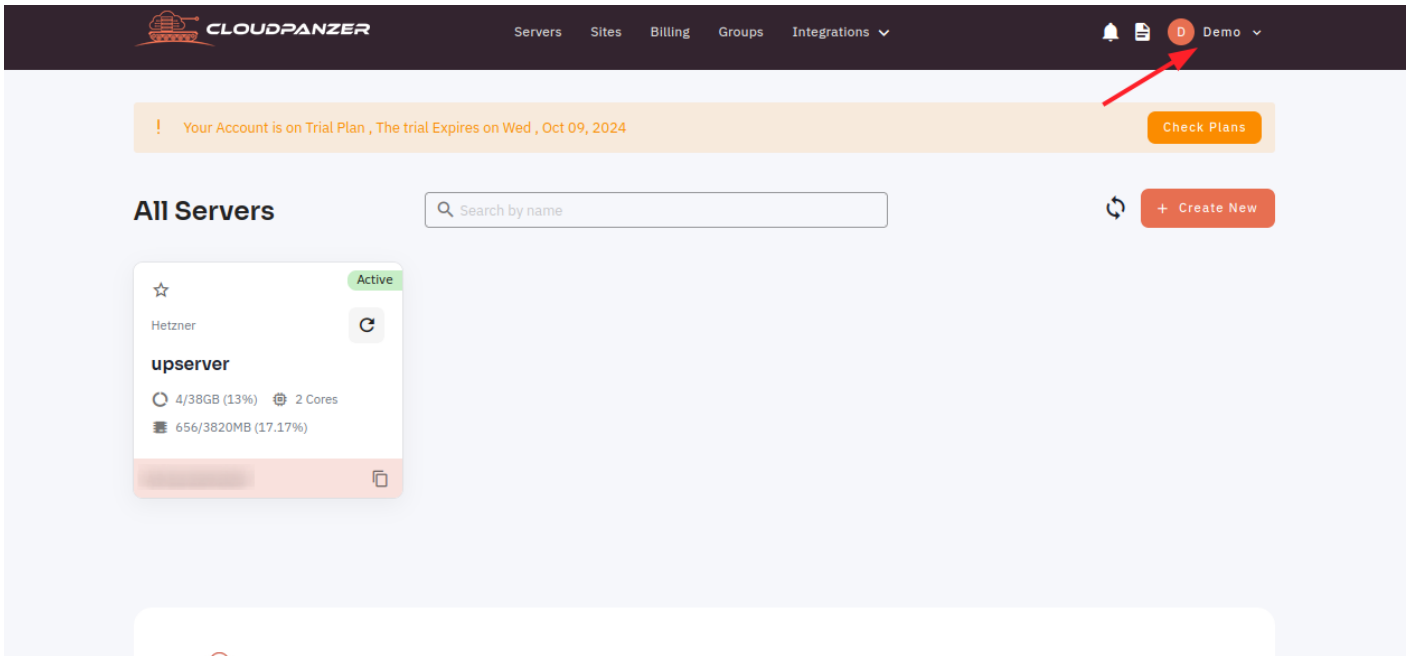 CLOUDPANZER Servers Sites Billing Groups Integrations D Demo
! Your Account is on Trial Plan , The trial Expires on Wed , Oct 09, 2024 Check Plans
All Servers Search by name + Create New
Active
Hetzner
upserver
4/38GB (13%) 2 Cores
656/3820MB (17.17%)